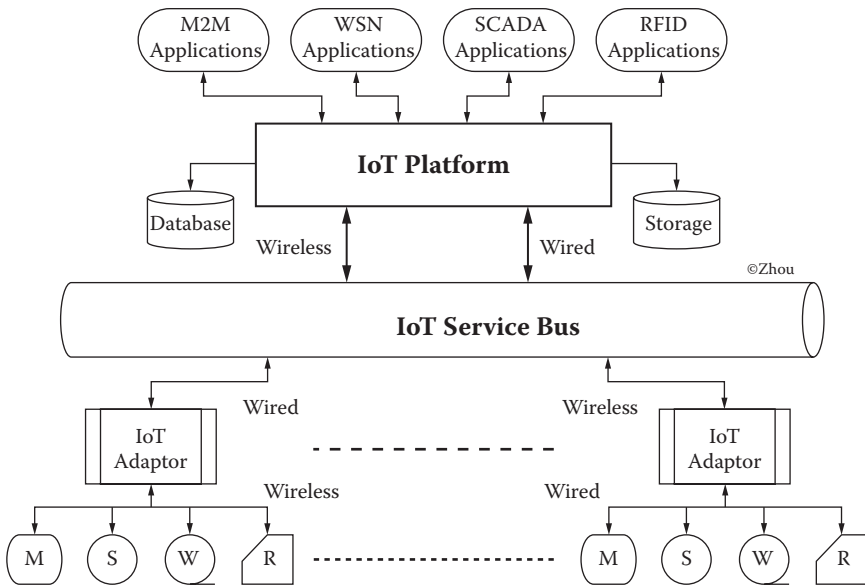 M2M
Applications
WSN
Applications
SCADA
Applications
RFID
Applications
IoT Platform
Database
Storage
Wireless
Wired
©Zhou
IoT Service Bus
Wired
Wireless
IoT
Adaptor
IoT
Adaptor
Wireless
Wired
M
S
W
R
M
S
W
R